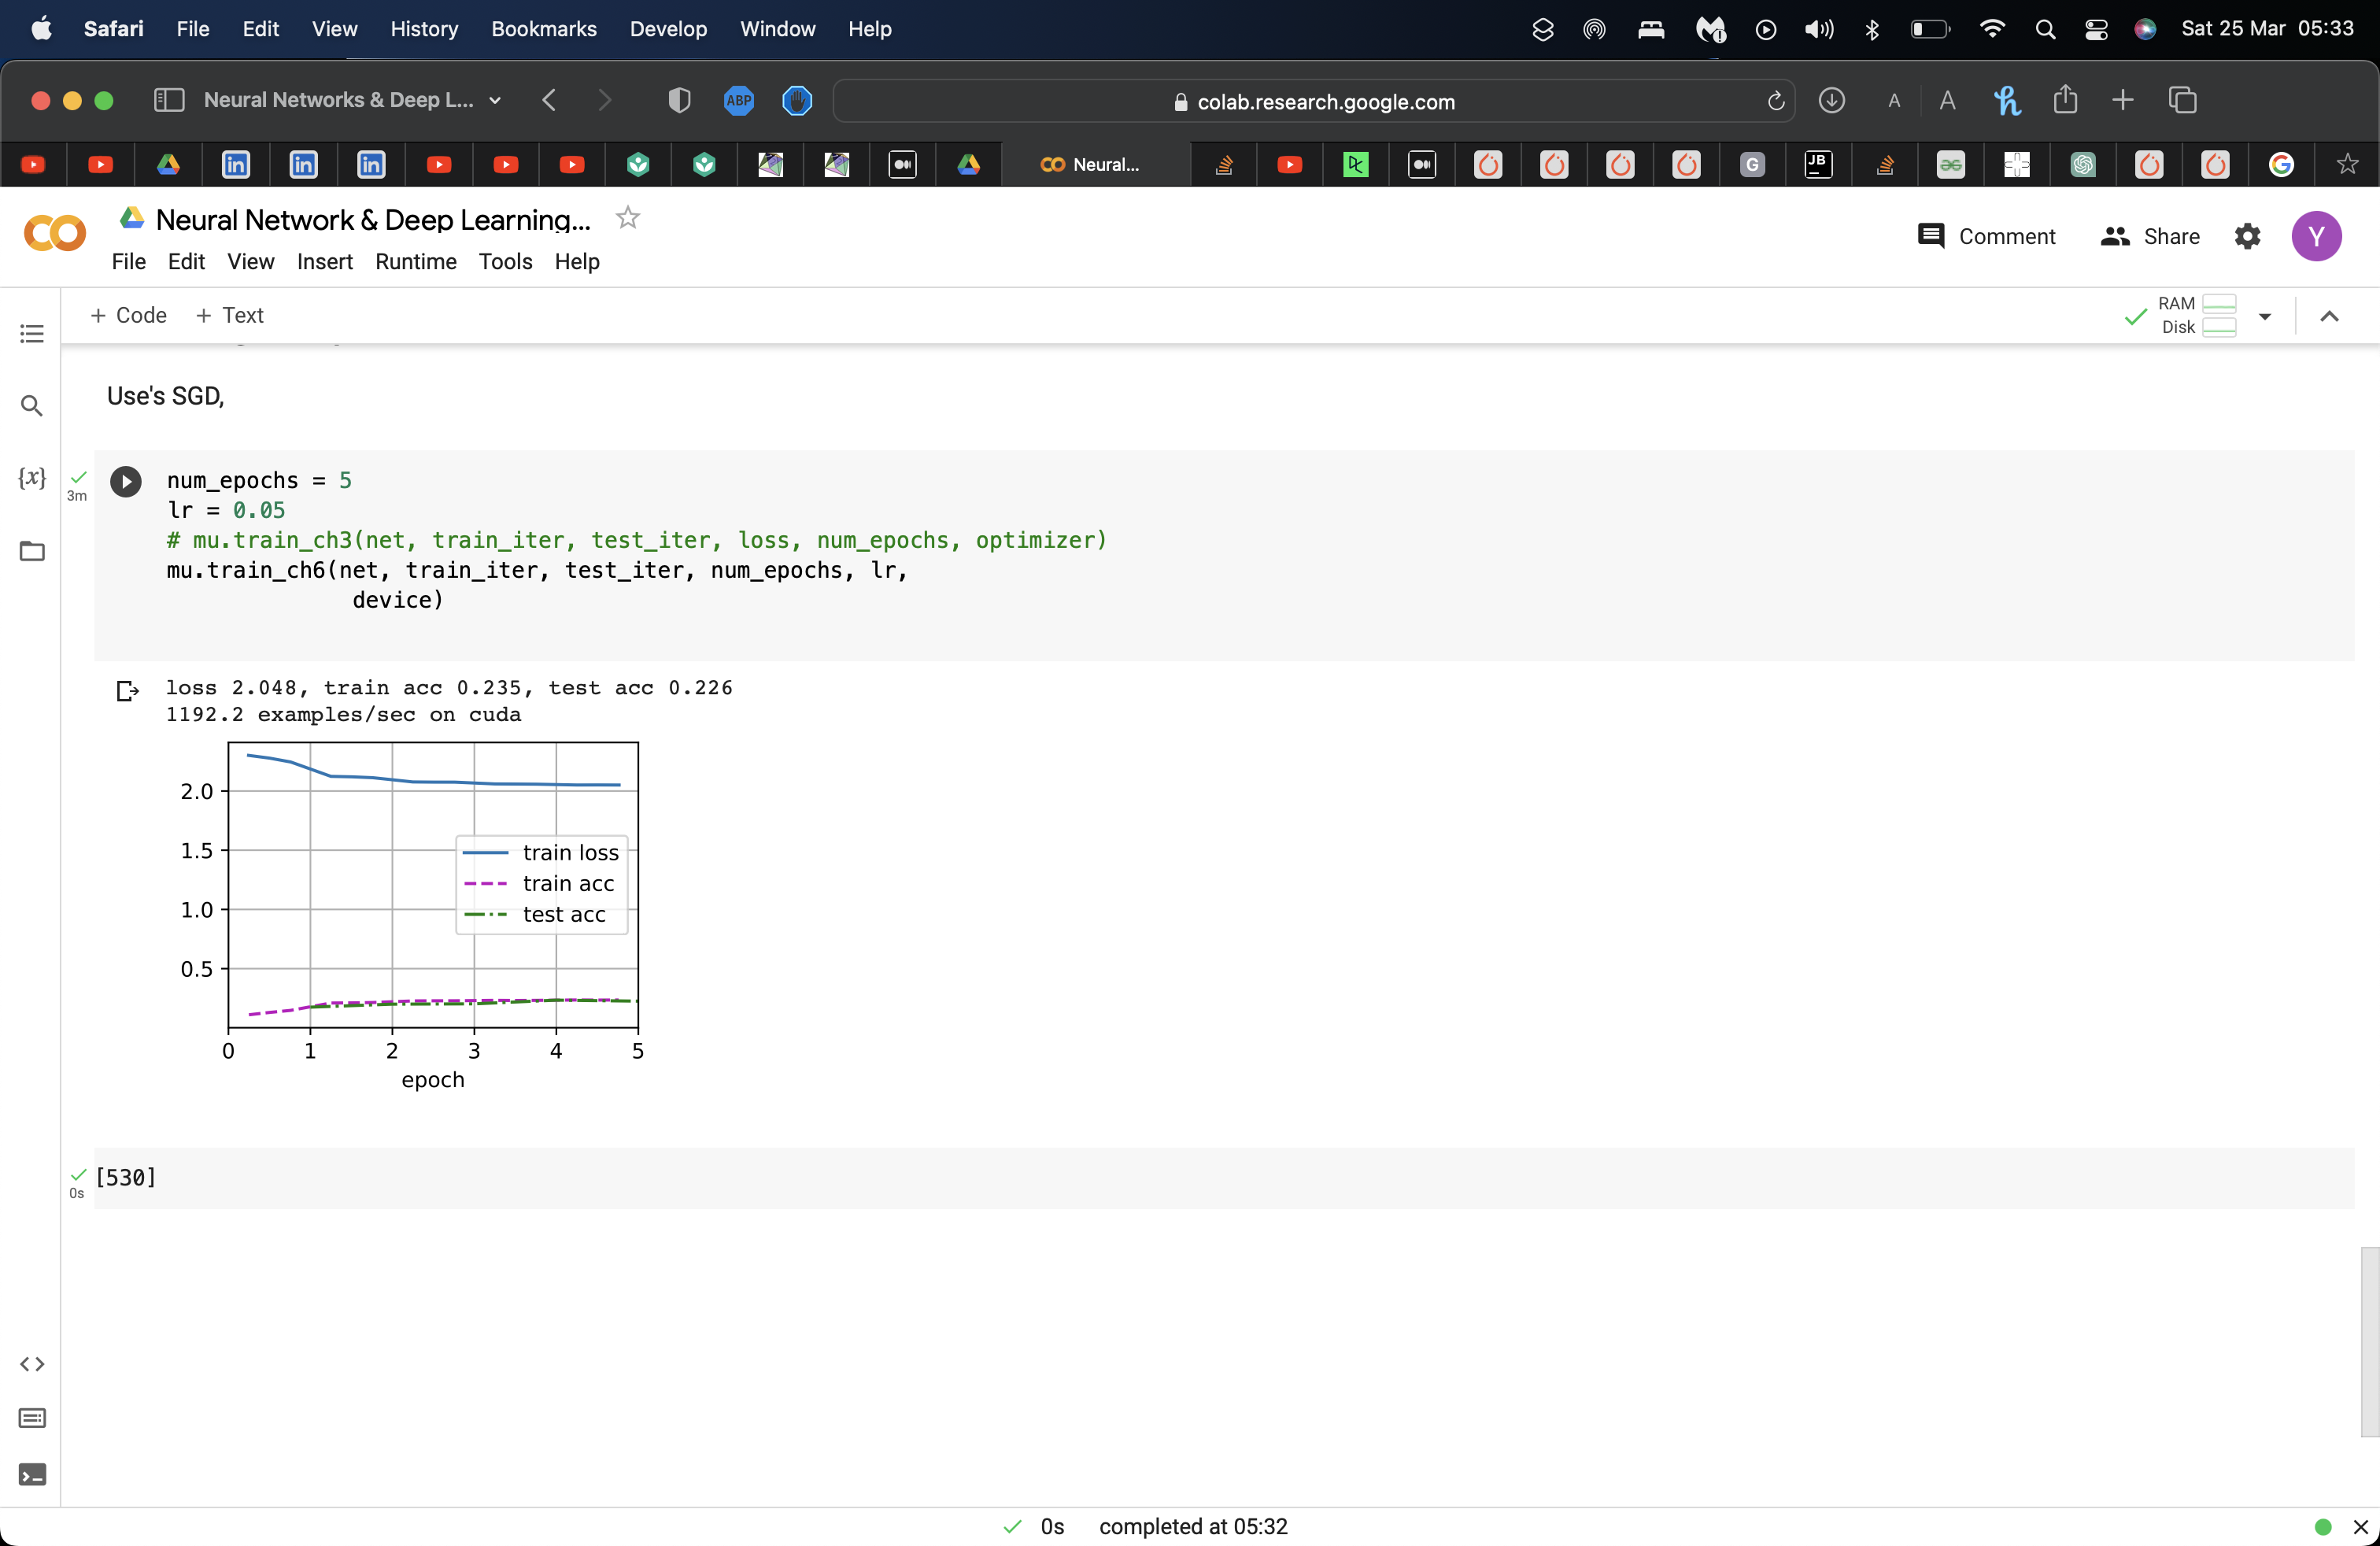 Safari File Edit View History Bookmarks Develop Window Help Sat 25 Mar 05:33
Neural Networks & Deep L... ABP colab.research.google.com A A
in in in Neural... G JB
Neural Network & Deep Learning...
File Edit View Insert Runtime Tools Help
Comment Share Y
+ Code + Text
RAM
Disk
Use's SGD,
{x}
3m
num_epochs = 5
lr = 0.05
# mu.train_ch3(net, train_iter, test_iter, loss, num_epochs, optimizer)
mu.train_ch6(net, train_iter, test_iter, num_epochs, lr,
device)
loss 2.048, train acc 0.235, test acc 0.226
1192.2 examples/sec on cuda
2.0
1.5
1.0
0.5
train loss
train acc
test acc
0 1 2 3 4 5
epoch
[530]
0s
0s completed at 05:32